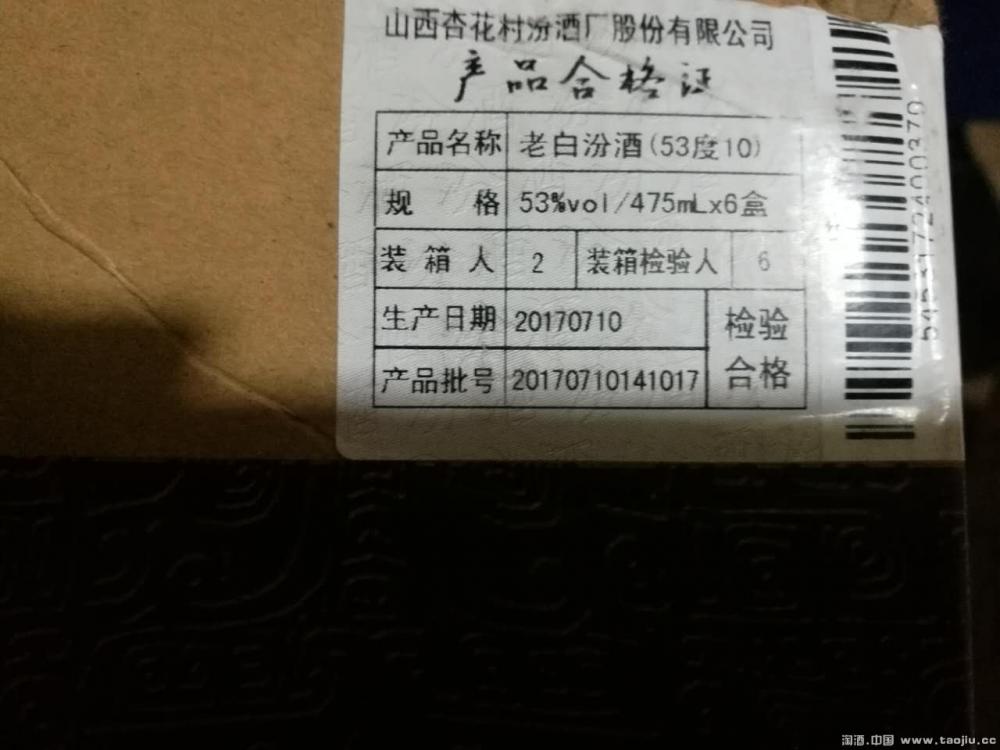 山西杏花村汾酒厂股份有限公司
产品合格证
产品名称 老白汾酒(53度10)
规 格 53%vol/475mLx6盒
装 箱 人 2 装箱检验人 6
生产日期 20170710
检验
合格
产品批号 20170710141017
淘酒.中国 www.taojiu.cc